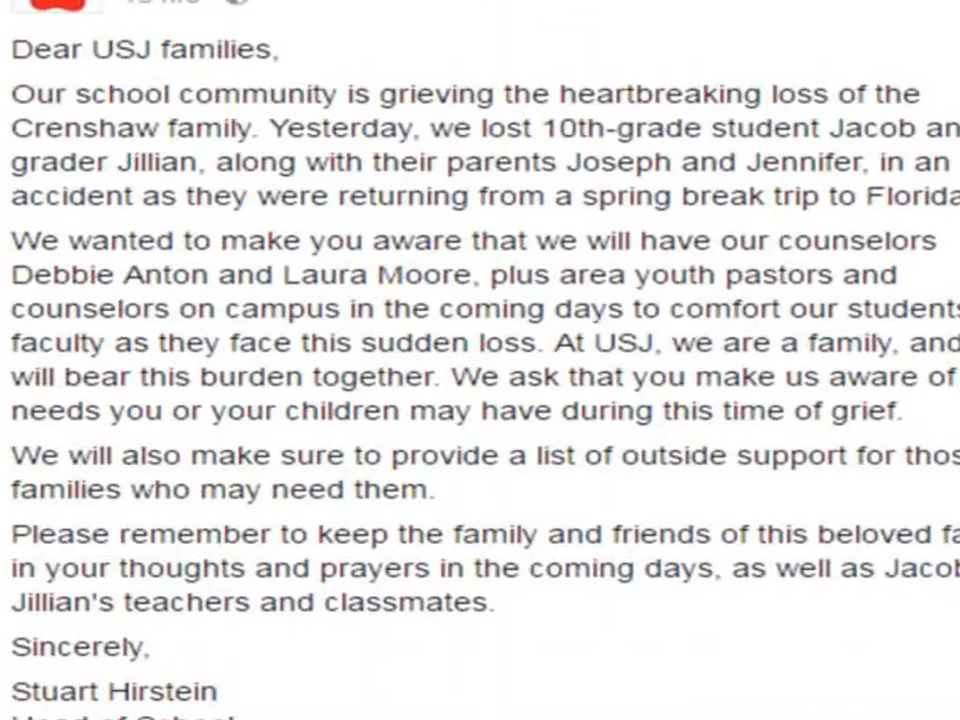 Dear USJ families,
Our school community is grieving the heartbreaking loss of the
Crenshaw family. Yesterday, we lost 10th-grade student Jacob an
grader Jillian, along with their parents Joseph and Jennifer, in an
accident as they were returning from a spring break trip to Florida
We wanted to make you aware that we will have our counselors
Debbie Anton and Laura Moore, plus area youth pastors and
counselors on campus in the coming days to comfort our students
faculty as they face this sudden loss. At USJ, we are a family, and
will bear this burden together. We ask that you make us aware of
needs you or your children may have during this time of grief.
We will also make sure to provide a list of outside support for thos
families who may need them.
Please remember to keep the family and friends of this beloved fa
in your thoughts and prayers in the coming days, as well as Jacob
Jillian's teachers and classmates.
Sincerely,
Stuart Hirstein
Head of School